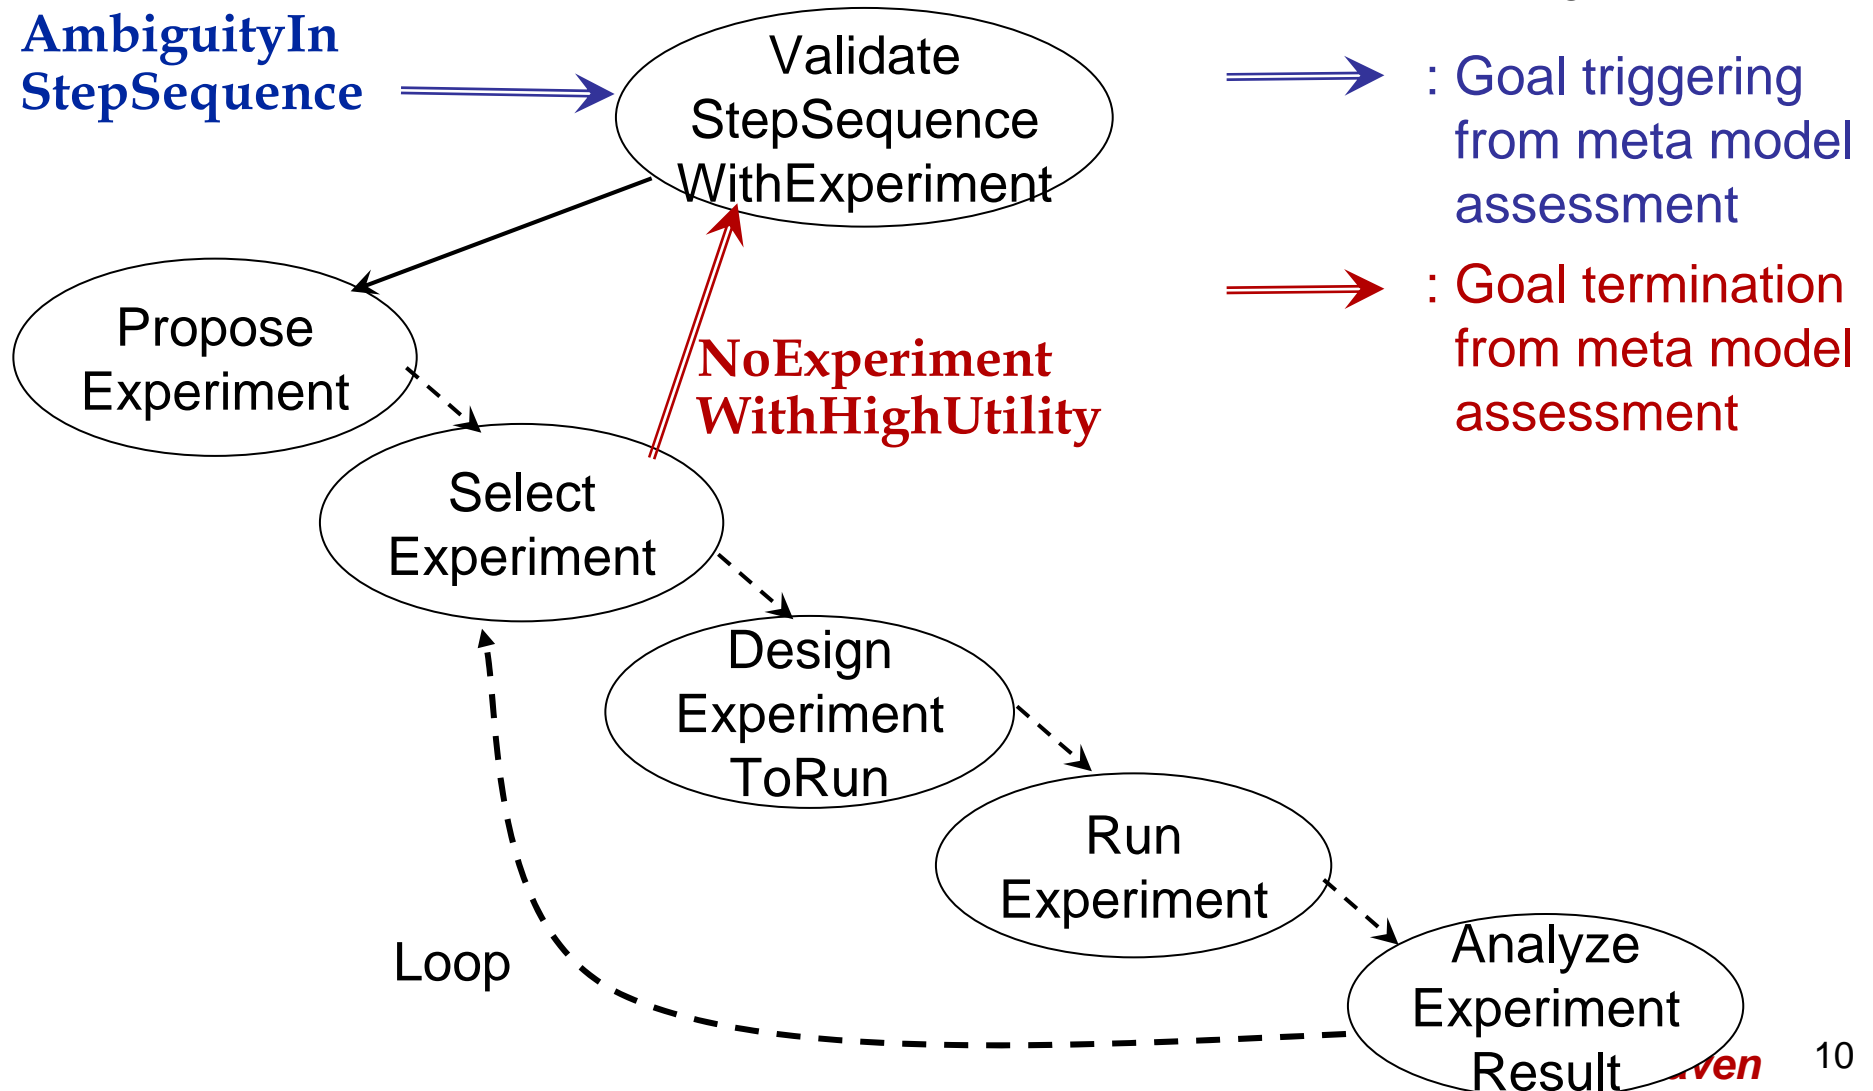 AmbiguityIn
StepSequence
Validate
StepSequence
WithExperiment
: Goal triggering
from meta model
assessment
: Goal termination
from meta model
assessment
Propose
Experiment
NoExperiment
WithHighUtility
Select
Experiment
Design
Experiment
ToRun
Run
Experiment
Loop
Analyze
Experiment
Result
10